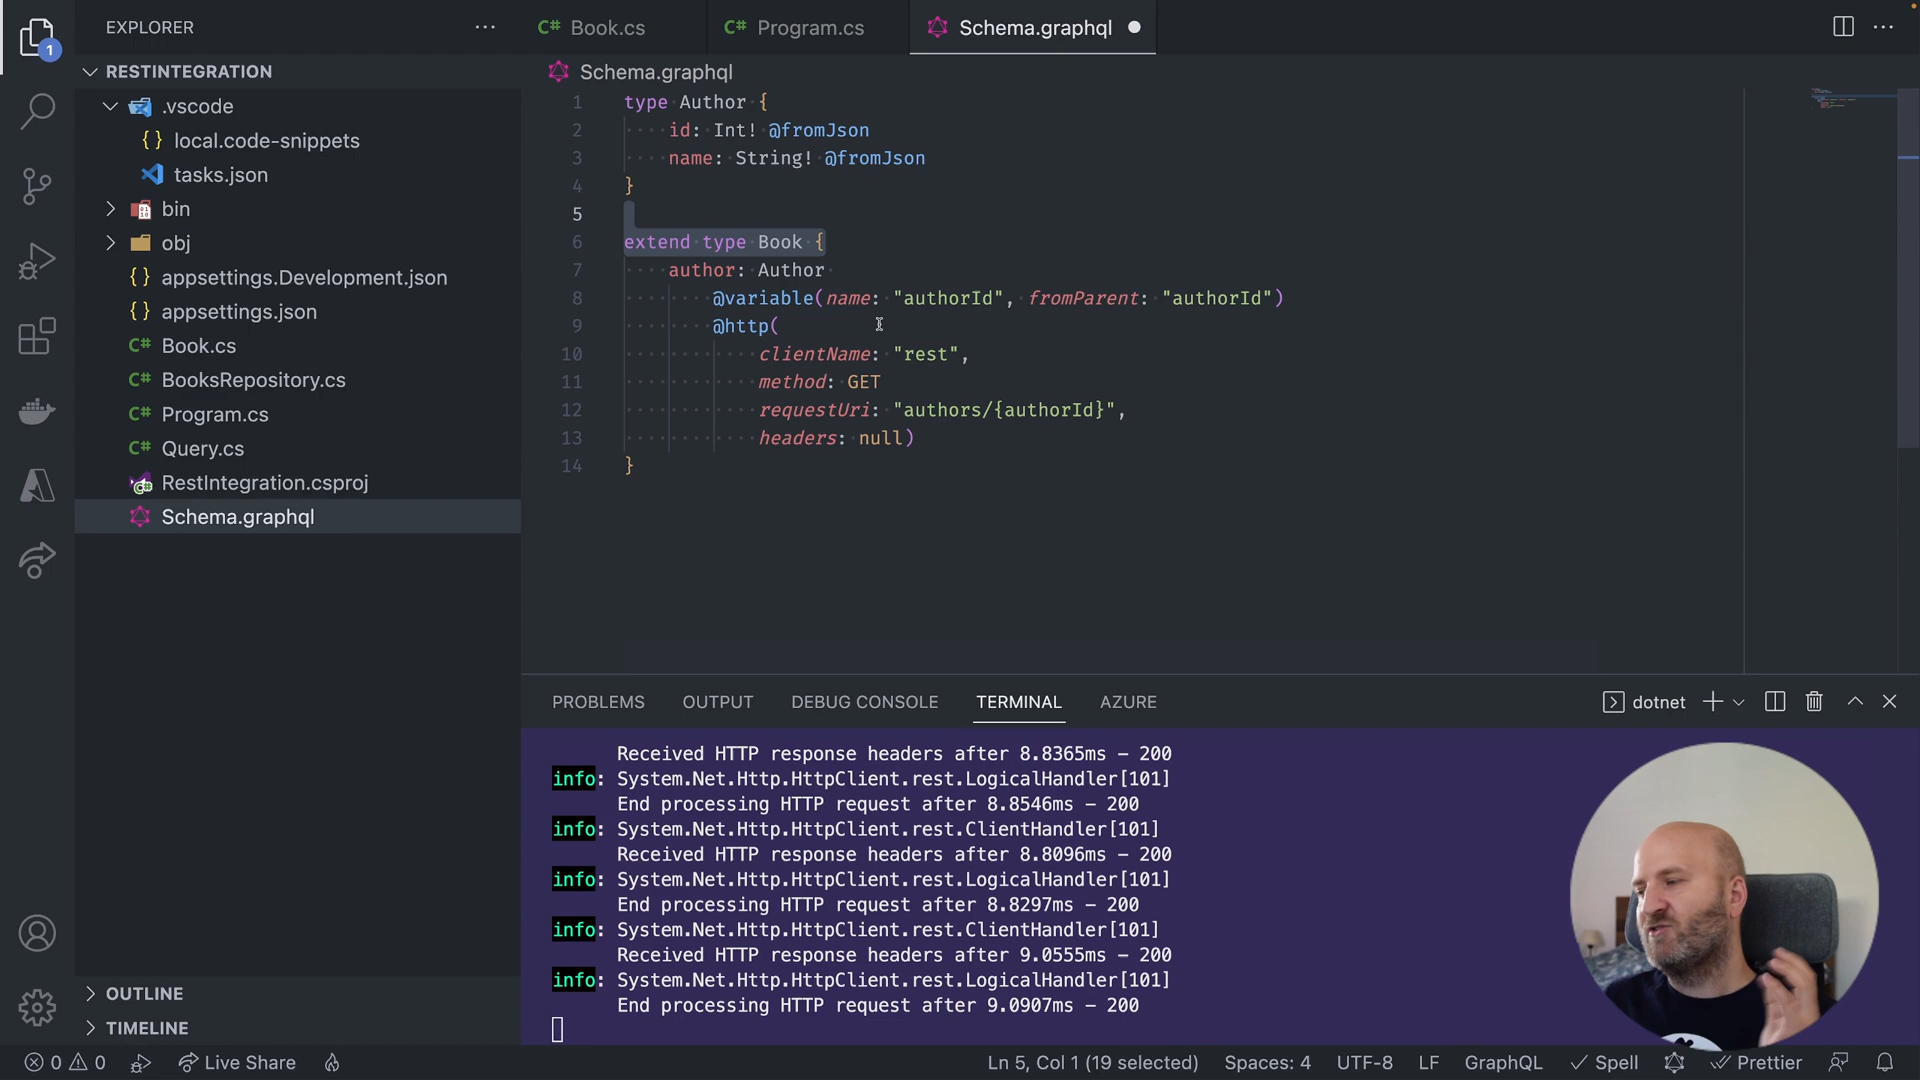 EXPLORER
Book.cs
Program.cs
Schema.graphql
RESTINTEGRATION
.vscode
local.code-snippets
tasks.json
bin
obj
appsettings.Development.json
appsettings.json
Book.cs
BooksRepository.cs
Program.cs
Query.cs
RestIntegration.csproj
Schema.graphql
OUTLINE
TIMELINE
1
Schema.graphql
1 type Author {
2 id: Int! @fromJson
3 name: String! @fromJson
4 }
5
6 extend type Book {
7 author: Author
8 @variable(name: "authorId", fromParent: "authorId")
9 @http(
10 clientName: "rest",
11 method: GET
12 requestUri: "authors/{authorId}",
13 headers: null)
14 }
PROBLEMS OUTPUT DEBUG CONSOLE TERMINAL AZURE
dotnet
Received HTTP response headers after 8.8365ms - 200
info: System.Net.Http.HttpClient.rest.LogicalHandler[101]
End processing HTTP request after 8.8546ms - 200
info: System.Net.Http.HttpClient.rest.ClientHandler[101]
Received HTTP response headers after 8.8096ms - 200
info: System.Net.Http.HttpClient.rest.LogicalHandler[101]
End processing HTTP request after 8.8297ms - 200
info: System.Net.Http.HttpClient.rest.ClientHandler[101]
Received HTTP response headers after 9.0555ms - 200
info: System.Net.Http.HttpClient.rest.LogicalHandler[101]
End processing HTTP request after 9.0907ms - 200
0 0 Live Share Ln 5, Col 1 (19 selected) Spaces: 4 UTF-8 LF GraphQL Spell Prettier